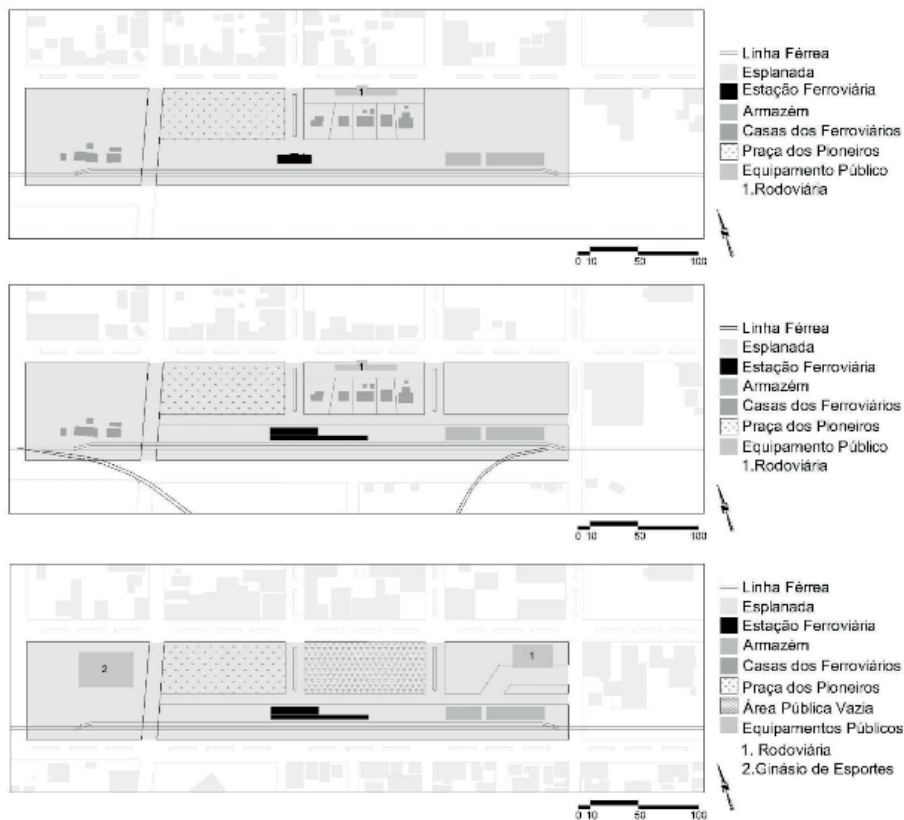 Linha Férrea
Esplanada
Estação Ferroviária
Armazém
Casas dos Ferroviários
Praça dos Pioneiros
Equipamento Público
1.Rodoviária
1
0 10 50 100
Linha Férrea
Esplanada
Estação Ferroviária
Armazém
Casas dos Ferroviários
Praça dos Pioneiros
Equipamento Público
1.Rodoviária
1
0 10 50 100
Linha Férrea
Esplanada
Estação Ferroviária
Armazém
Casas dos Ferroviários
Praça dos Pioneiros
Área Pública Vazia
Equipamentos Públicos
1. Rodoviária
2.Ginásio de Esportes
2
1
0 10 50 100